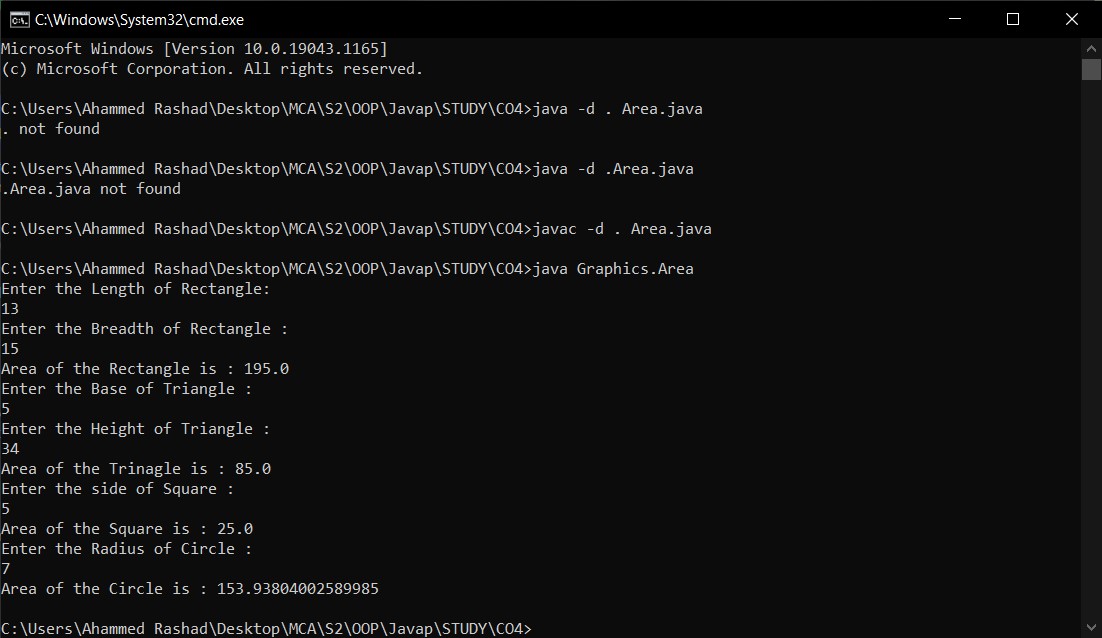 C:\Windows\System32\cmd.exe
Microsoft Windows [Version 10.0.19043.1165]
(c) Microsoft Corporation. All rights reserved.
C:\Users\Ahammed Rashad\Desktop\MCA\S2\OOP\Javap\STUDY\CO4>java -d . Area.java
. not found
C:\Users\Ahammed Rashad\Desktop\MCA\S2\OOP\Javap\STUDY\CO4>java -d .Area.java
.Area.java not found
C:\Users\Ahammed Rashad\Desktop\MCA\S2\OOP\Javap\STUDY\CO4>javac -d . Area.java
C:\Users\Ahammed Rashad\Desktop\MCA\S2\OOP\Javap\STUDY\CO4>java Graphics.Area
Enter the Length of Rectangle:
13
Enter the Breadth of Rectangle :
15
Area of the Rectangle is : 195.0
Enter the Base of Triangle :
5
Enter the Height of Triangle :
34
Area of the Trinagle is : 85.0
Enter the side of Square :
5
Area of the Square is : 25.0
Enter the Radius of Circle :
7
Area of the Circle is : 153.93804002589985
C:\Users\Ahammed Rashad\Desktop\MCA\S2\OOP\Javap\STUDY\CO4>